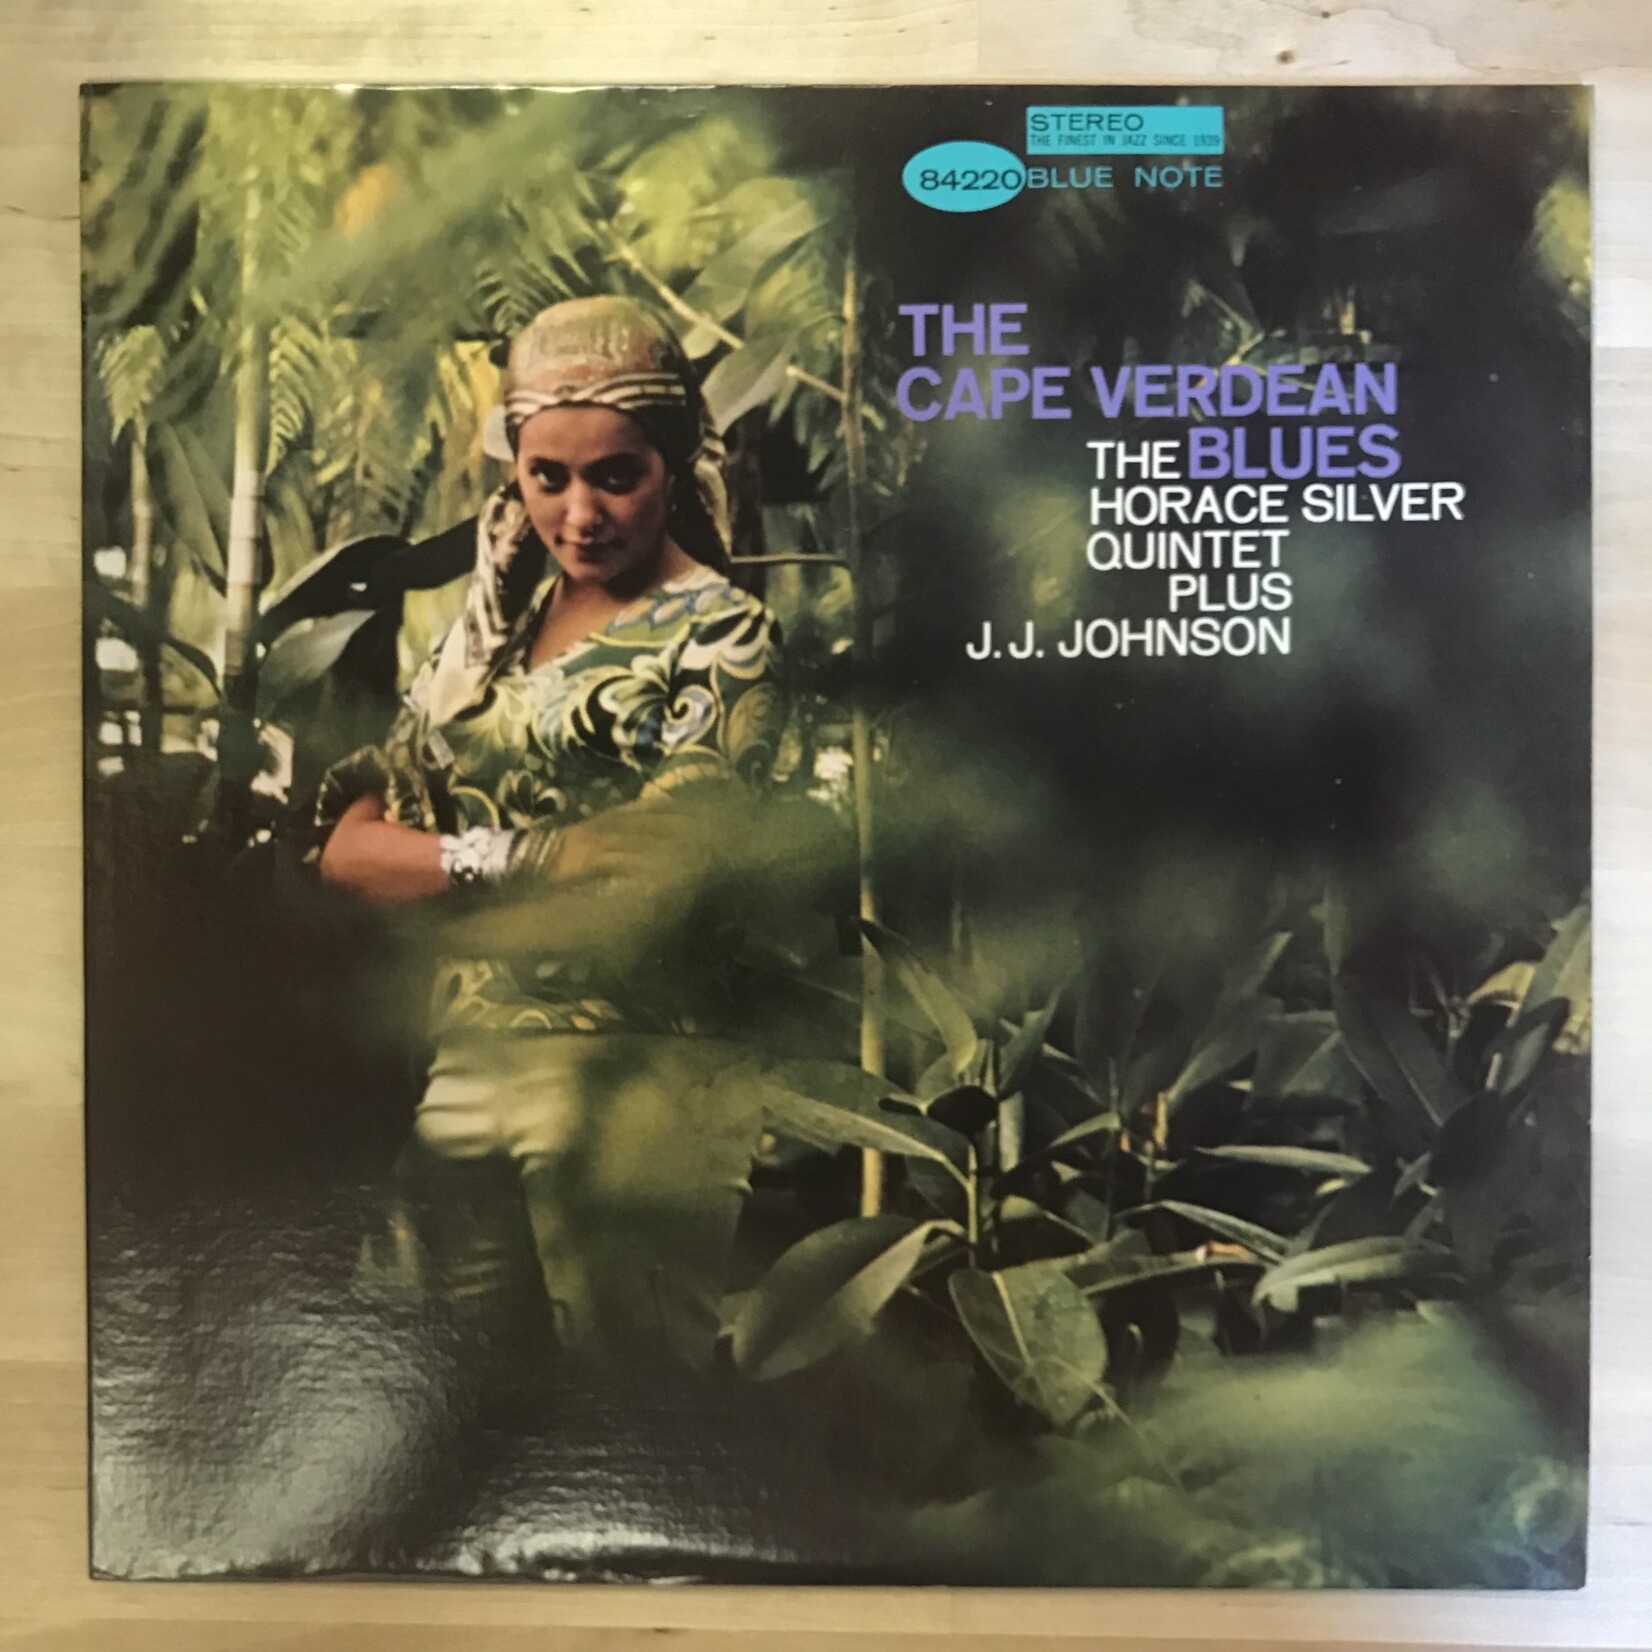 STEREO
THE FINEST IN JAZZ SINCE 1939
84220 BLUE NOTE
THE
CAPE VERDEAN
BLUES
THE
HORACE SILVER
QUINTET
PLUS
J.J. JOHNSON